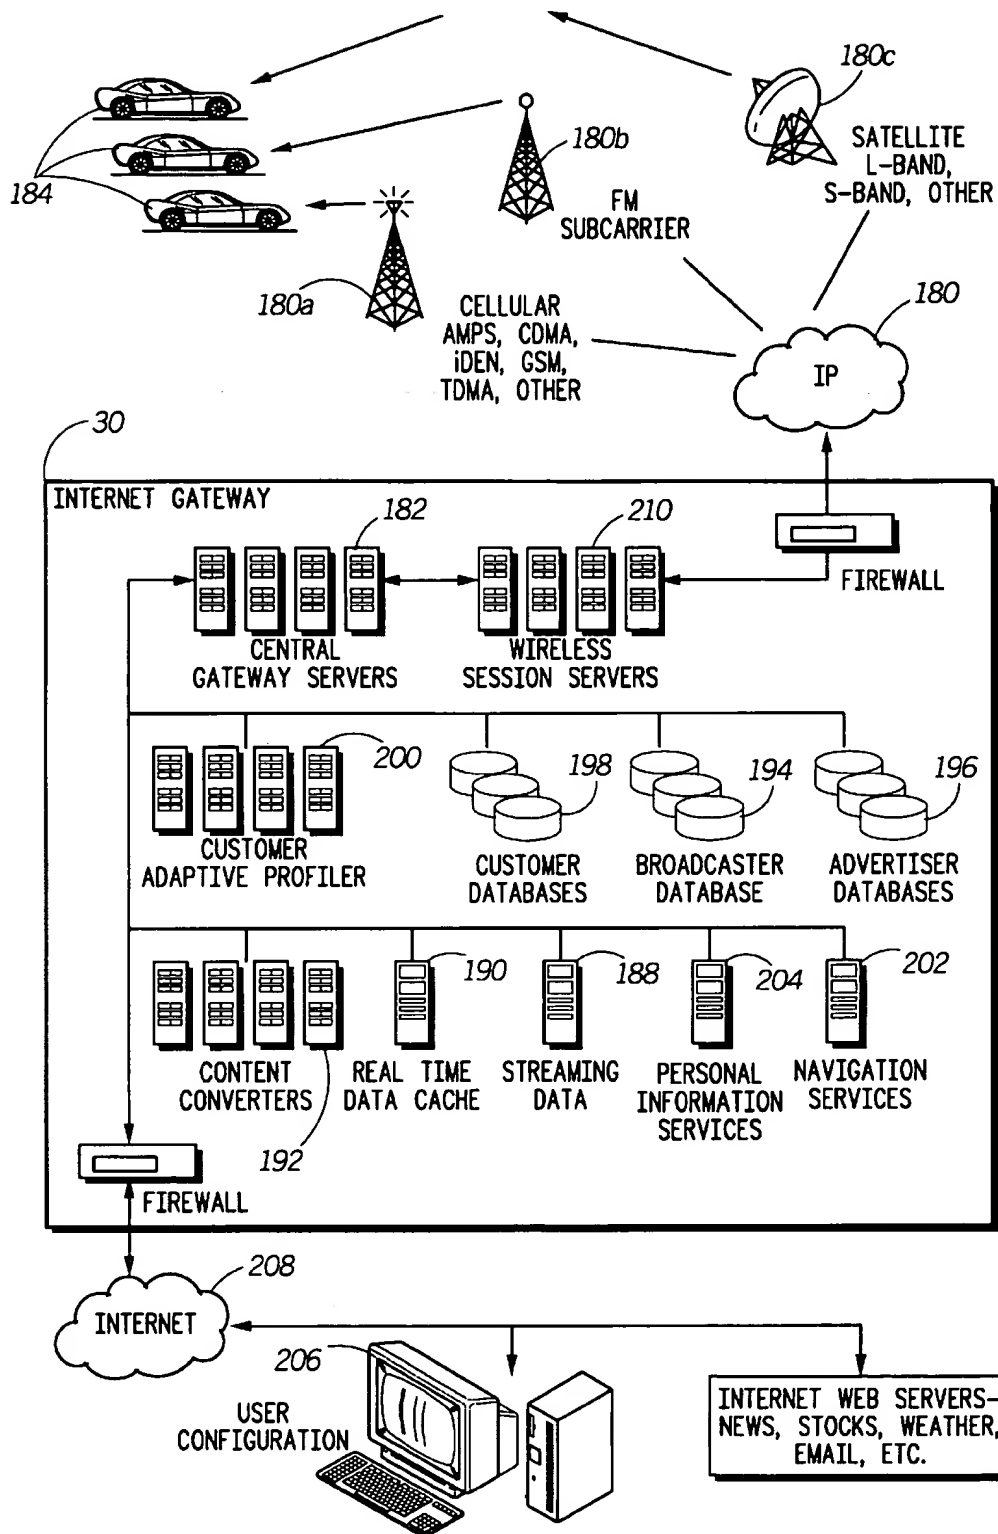 180c
SATELLITE
L-BAND,
S-BAND, OTHER
180b
FM
SUBCARRIER
184
180a
CELLULAR
AMPS, CDMA,
iDEN, GSM,
TDMA, OTHER
180
IP
30
INTERNET GATEWAY
182
210
FIREWALL
CENTRAL
GATEWAY SERVERS
WIRELESS
SESSION SERVERS
200
198
194
196
CUSTOMER
ADAPTIVE PROFILER
CUSTOMER
DATABASES
BROADCASTER
DATABASE
ADVERTISER
DATABASES
190
188
204
202
CONTENT
CONVERTERS
REAL TIME
DATA CACHE
STREAMING
DATA
PERSONAL
INFORMATION
SERVICES
NAVIGATION
SERVICES
192
FIREWALL
208
INTERNET
206
USER
CONFIGURATION
INTERNET WEB SERVERS-
NEWS, STOCKS, WEATHER,
EMAIL, ETC.